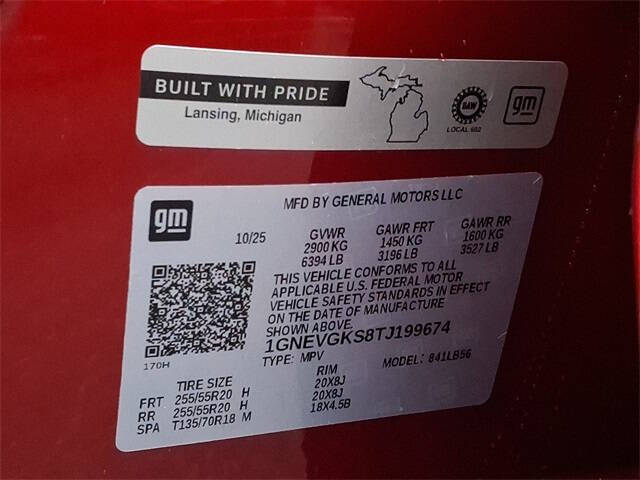 BUILT WITH PRIDE
Lansing, Michigan
UAW
LOCAL 602
gm
gm
MFD BY GENERAL MOTORS LLC
10/25 GVWR GAWR FRT GAWR RR
2900 KG 1450 KG 1600 KG
6394 LB 3196 LB 3527 LB
THIS VEHICLE CONFORMS TO ALL
APPLICABLE U.S. FEDERAL MOTOR
VEHICLE SAFETY STANDARDS IN EFFECT
ON THE DATE OF MANUFACTURE
SHOWN ABOVE.
1GNEVGKS8TJ199674
TYPE: MPV MODEL: 841LB56
170H
TIRE SIZE RIM
FRT 255/55R20 H 20X8J
RR 255/55R20 H 20X8J
SPA T135/70R18 M 18X4.5B